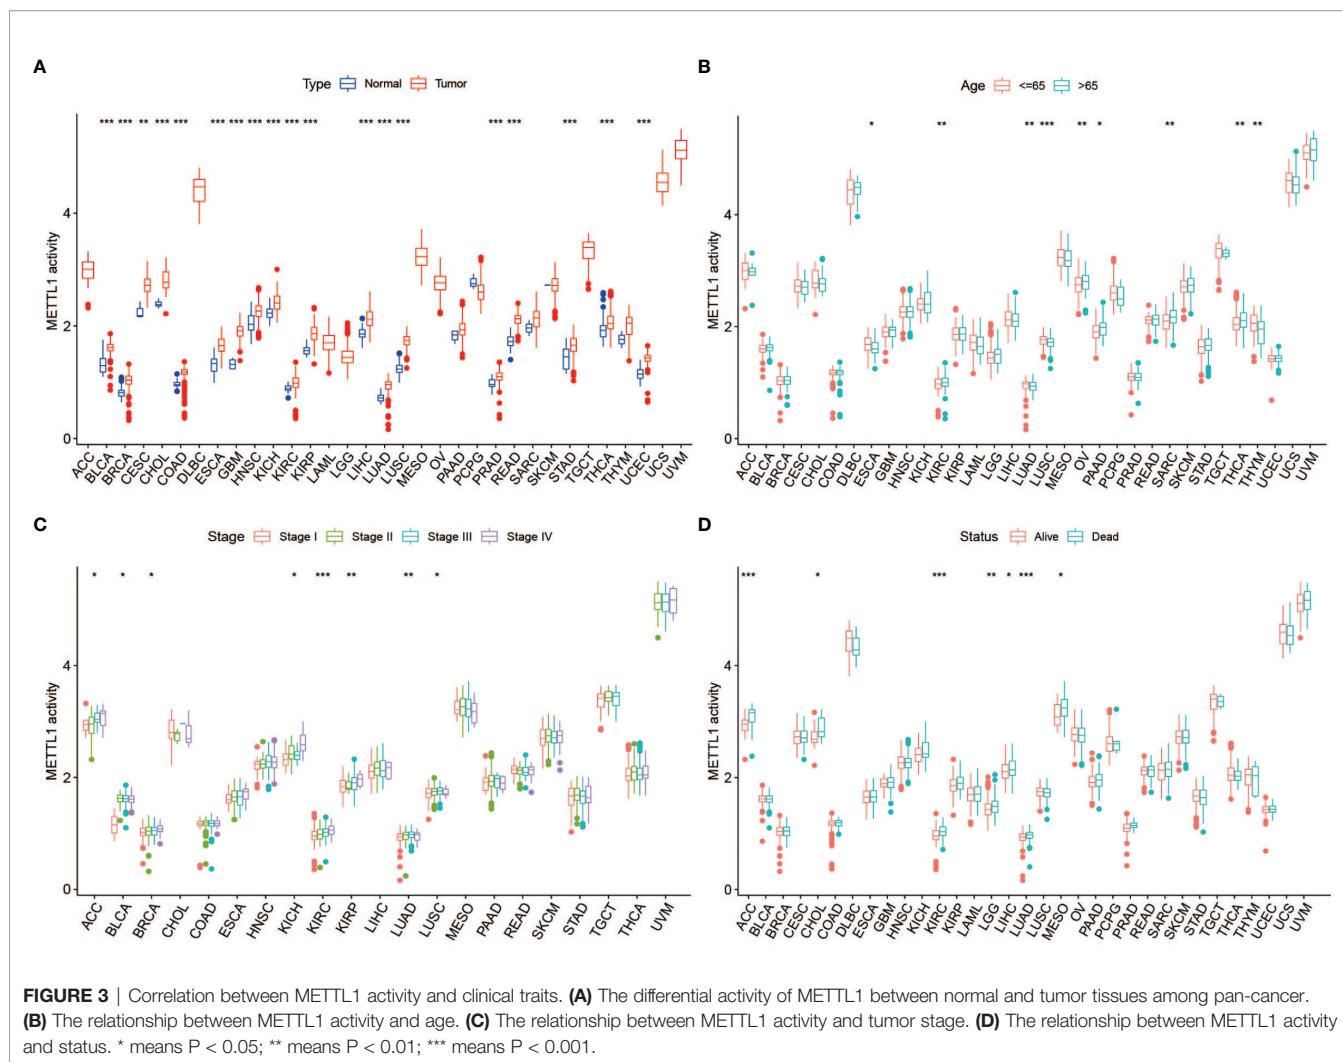 A
Type Normal Tumor
*** *** ** *** *** *** *** *** *** *** *** *** *** *** *** *** *** *** ***
METTL1 activity
4
2
0
ACC BLCA BRCA CESC CHOL COAD DLBC ESCA GBM HNSC KICH KIRC KIRP LAML LGG LIHC LUAD LUSC MESO OV PAAD PCPG PRAD READ SARC SKCM STAD TGCT THCA THYM UCEC UCS UVM
B
Age <=65 >65
* ** ** *** ** * ** ** **
METTL1 activity
4
2
0
ACC BLCA BRCA CESC CHOL COAD DLBC ESCA GBM HNSC KICH KIRC KIRP LAML LGG LIHC LUAD LUSC MESO OV PAAD PCPG PRAD READ SARC SKCM STAD TGCT THCA THYM UCEC UCS UVM
C
Stage Stage I Stage II Stage III Stage IV
* * * * *** ** ** *
METTL1 activity
4
2
0
ACC BLCA BRCA CHOL COAD ESCA HNSC KICH KIRC KIRP LIHC LUAD LUSC MESO PAAD READ SKCM STAD TGCT THCA UVM
D
Status Alive Dead
*** * *** ** * *** *
METTL1 activity
4
2
0
ACC BLCA BRCA CESC CHOL COAD DLBC ESCA GBM HNSC KICH KIRC KIRP LAML LGG LIHC LUAD LUSC MESO OV PAAD PCPG PRAD READ SARC SKCM STAD TGCT THCA THYM UCEC UCS UVM
FIGURE 3 | Correlation between METTL1 activity and clinical traits. (A) The differential activity of METTL1 between normal and tumor tissues among pan-cancer.
(B) The relationship between METTL1 activity and age. (C) The relationship between METTL1 activity and tumor stage. (D) The relationship between METTL1 activity
and status. * means P < 0.05; ** means P < 0.01; *** means P < 0.001.